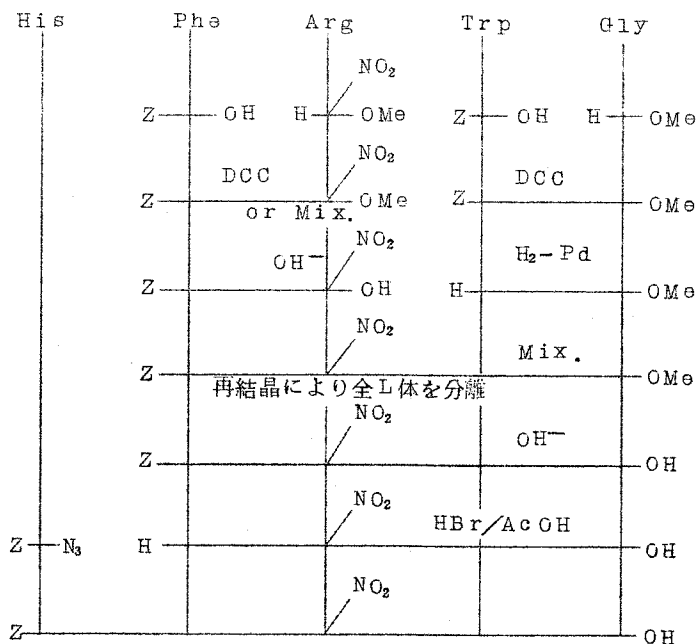 His Phe Arg Trp Gly
NO₂
Z OH H OMe Z OH H OMe
NO₂
DCC DCC
Z OMe Z OMe
or Mix.
NO₂
OH⁻ H₂-Pd
Z OH H OMe
NO₂
Mix.
Z OMe
再結晶により全L体を分離
NO₂
OH⁻
Z OH
NO₂
HBr/AcOH
Z N₃ H OH
NO₂
Z OH